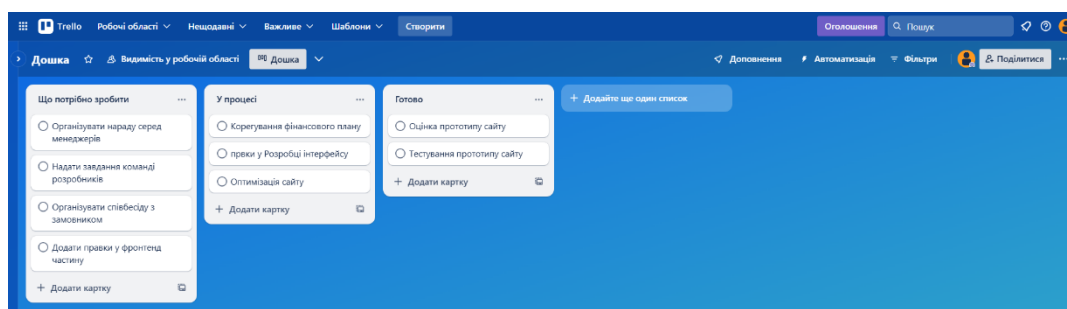 Trello Робочі області Нещодавні Важливе Шаблони Створити Оголошення Пошук
Дошка Видимість у робочій області Дошка Доповнення Автоматизація Фільтри Поділитися
Що потрібно зробити
Організувати нараду серед
менеджерів
Надати завдання команді
розробників
Організувати співбесіду з
замовником
Додати правки у фронтенд
частину
+ Додати картку
У процесі
Корегування фінансового плану
првки у Розробці інтерфейсу
Оптимізація сайту
+ Додати картку
Готово
Оцінка прототипу сайту
Тестування прототипу сайту
+ Додати картку
+ Додайте ще один список